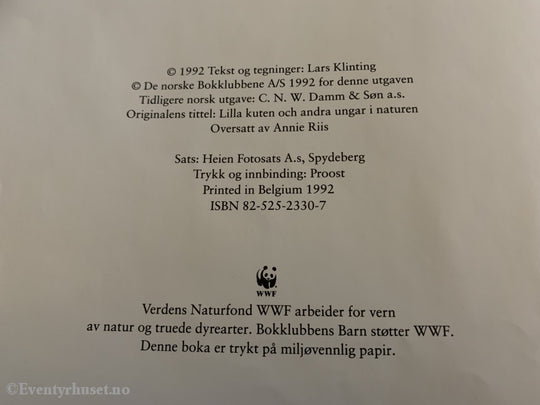 © 1992 Tekst og tegninger: Lars Klinting
© De norske Bokklubbene A/S 1992 for denne utgaven
Tidligere norsk utgave: C. N. W. Damm & Søn a.s.
Originalens tittel: Lilla kuten och andra ungar i naturen
Oversatt av Annie Riis
Sats: Heien Fotosats A.s, Spydeberg
Trykk og innbinding: Proost
Printed in Belgium 1992
ISBN 82-525-2330-7
WWF
Verdens Naturfond WWF arbeider for vern
av natur og truede dyrearter. Bokklubbens Barn støtter WWF.
Denne boka er trykt på miljøvennlig papir.
©Eventyrhuset.no